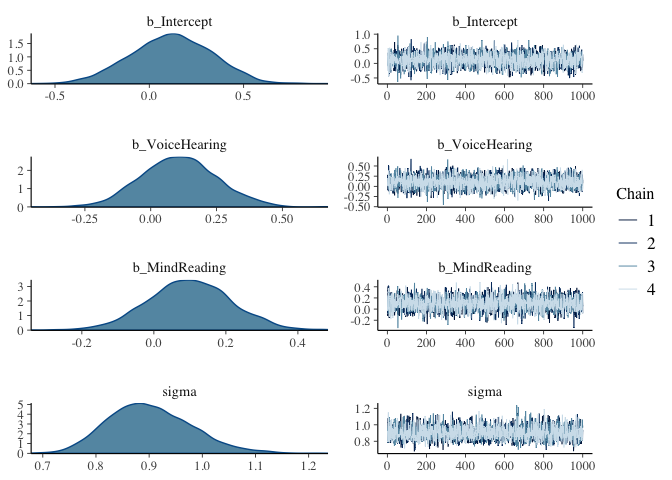 b_Intercept
1.5
1.0
0.5
0.0
-0.5 0.0 0.5
b_Intercept
1.0
0.5
0.0
-0.5
0 200 400 600 800 1000
b_VoiceHearing
2
1
0
-0.25 0.00 0.25 0.50
b_VoiceHearing
0.50
0.25
0.00
-0.25
-0.50
0 200 400 600 800 1000
b_MindReading
3
2
1
0
-0.2 0.0 0.2 0.4
b_MindReading
0.4
0.2
0.0
-0.2
0 200 400 600 800 1000
sigma
5
4
3
2
1
0
0.7 0.8 0.9 1.0 1.1 1.2
sigma
1.2
1.0
0.8
0 200 400 600 800 1000
Chain
1
2
3
4